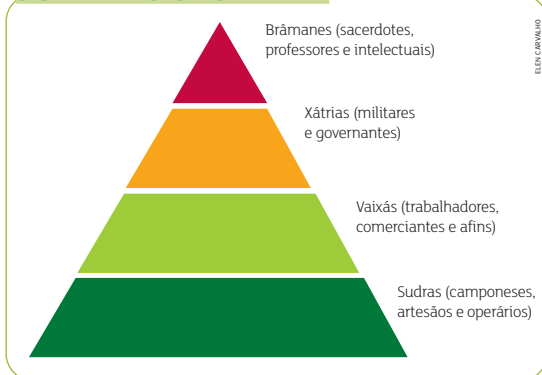 Brâmanes (sacerdotes,
professores e intelectuais)
Xátrias (militares
e governantes)
Vaixás (trabalhadores,
comerciantes e afins)
Sudras (camponeses,
artesãos e operários)
ELEN CARVALHO